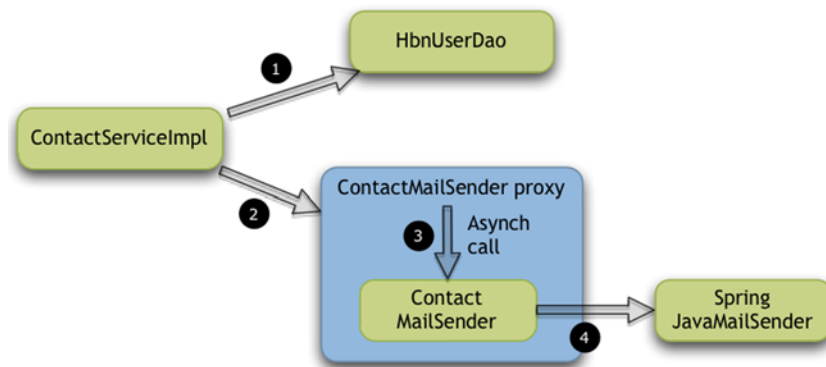 HbnUserDao
1
ContactServiceImpl
2
ContactMailSender proxy
3
Asynch
call
Contact
MailSender
4
Spring
JavaMailSender